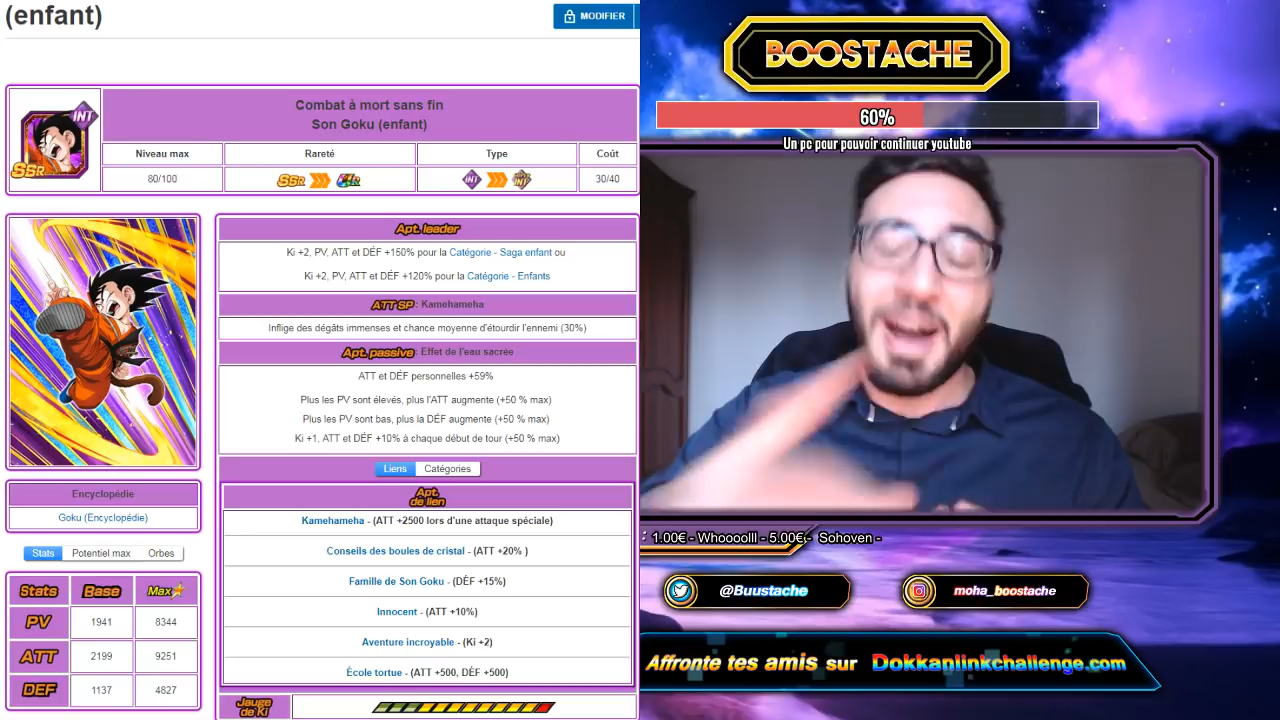 (enfant)
MODIFIER
Combat à mort sans fin
Son Goku (enfant)
INT
SSR
Niveau max
Rareté
Type
Coût
80/100
SSR
UR
INT
INT
30/40
Apt. leader
Ki +2, PV, ATT et DÉF +150% pour la Catégorie - Saga enfant ou
Ki +2, PV, ATT et DÉF +120% pour la Catégorie - Enfants
ATT SP : Kamehameha
Inflige des dégâts immenses et chance moyenne d'étourdir l'ennemi (30%)
Apt. passive : Effet de l'eau sacrée
ATT et DÉF personnelles +59%
Plus les PV sont élevés, plus l'ATT augmente (+50 % max)
Plus les PV sont bas, plus la DÉF augmente (+50 % max)
Ki +1, ATT et DÉF +10% à chaque début de tour (+50 % max)
Liens
Catégories
Apt.
de lien
Kamehameha - (ATT +2500 lors d'une attaque spéciale)
Conseils des boules de cristal - (ATT +20% )
Famille de Son Goku - (DÉF +15%)
Innocent - (ATT +10%)
Aventure incroyable - (Ki +2)
École tortue - (ATT +500, DÉF +500)
Jauge
de Ki
Encyclopédie
Goku (Encyclopédie)
Stats
Potentiel max
Orbes
Stats
Base
Max
PV
1941
8344
ATT
2199
9251
DEF
1137
4827
BOOSTACHE
60%
Un pc pour pouvoir continuer youtube
: 1.00€ - Whoooolll - 5.00€ - Sohoven -
@Buustache
moha_boostache
Affronte tes amis sur Dokkanlinkchallenge.com